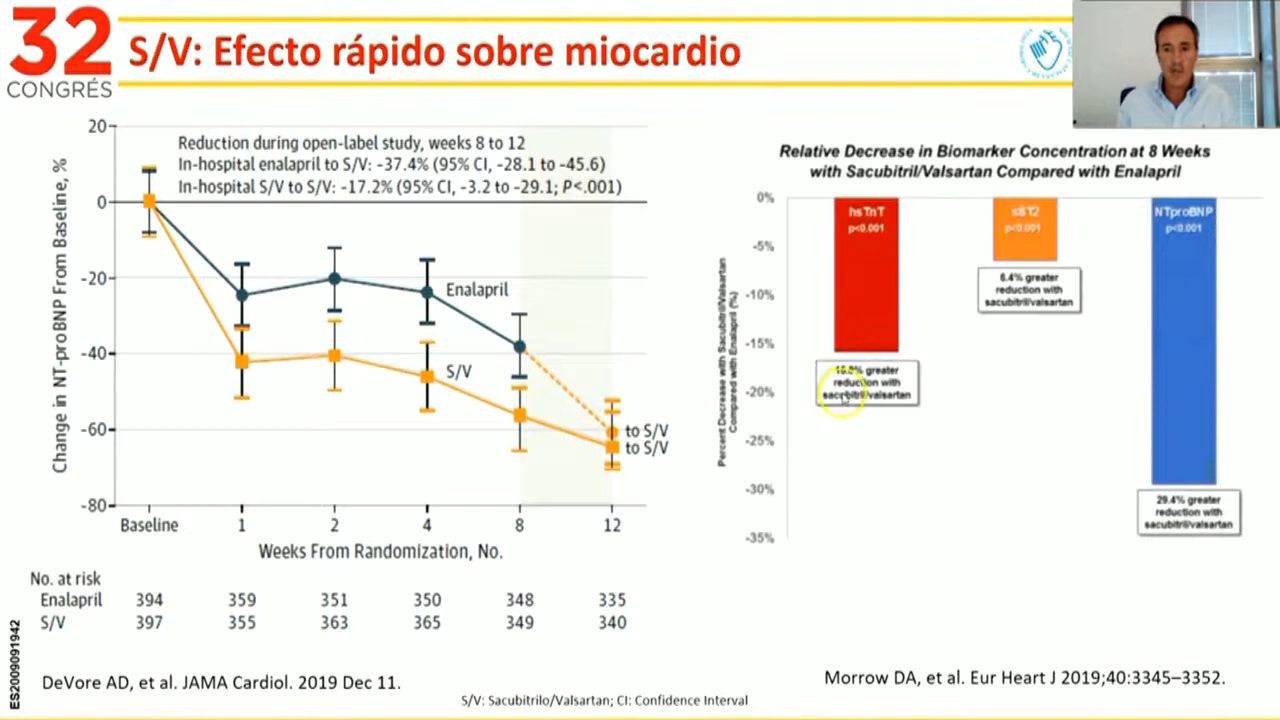 32
CONGRÉS
S/V: Efecto rápido sobre miocardio
Change in NT-proBNP From Baseline, %
20
0
-20
-40
-60
-80
Reduction during open-label study, weeks 8 to 12
In-hospital enalapril to S/V: -37.4% (95% CI, -28.1 to -45.6)
In-hospital S/V to S/V: -17.2% (95% CI, -3.2 to -29.1; P<.001)
Enalapril
S/V
to S/V
to S/V
Baseline 1 2 4 8 12
Weeks From Randomization, No.
No. at risk
Enalapril 394 359 351 350 348 335
S/V 397 355 363 365 349 340
DeVore AD, et al. JAMA Cardiol. 2019 Dec 11.
Relative Decrease in Biomarker Concentration at 8 Weeks
with Sacubitril/Valsartan Compared with Enalapril
Percent Decrease with Sacubitril/Valsartan
Compared with Enalapril (%)
0%
-5%
-10%
-15%
-20%
-25%
-30%
-35%
hsTnT
p<0.001
greater
reduction with
sacubitril/valsartan
sST2
p<0.001
6.4% greater
reduction with
sacubitril/valsartan
NTproBNP
p<0.001
29.4% greater
reduction with
sacubitril/valsartan
Morrow DA, et al. Eur Heart J 2019;40:3345–3352.
S/V: Sacubitrilo/Valsartan; CI: Confidence Interval
ES2009091942